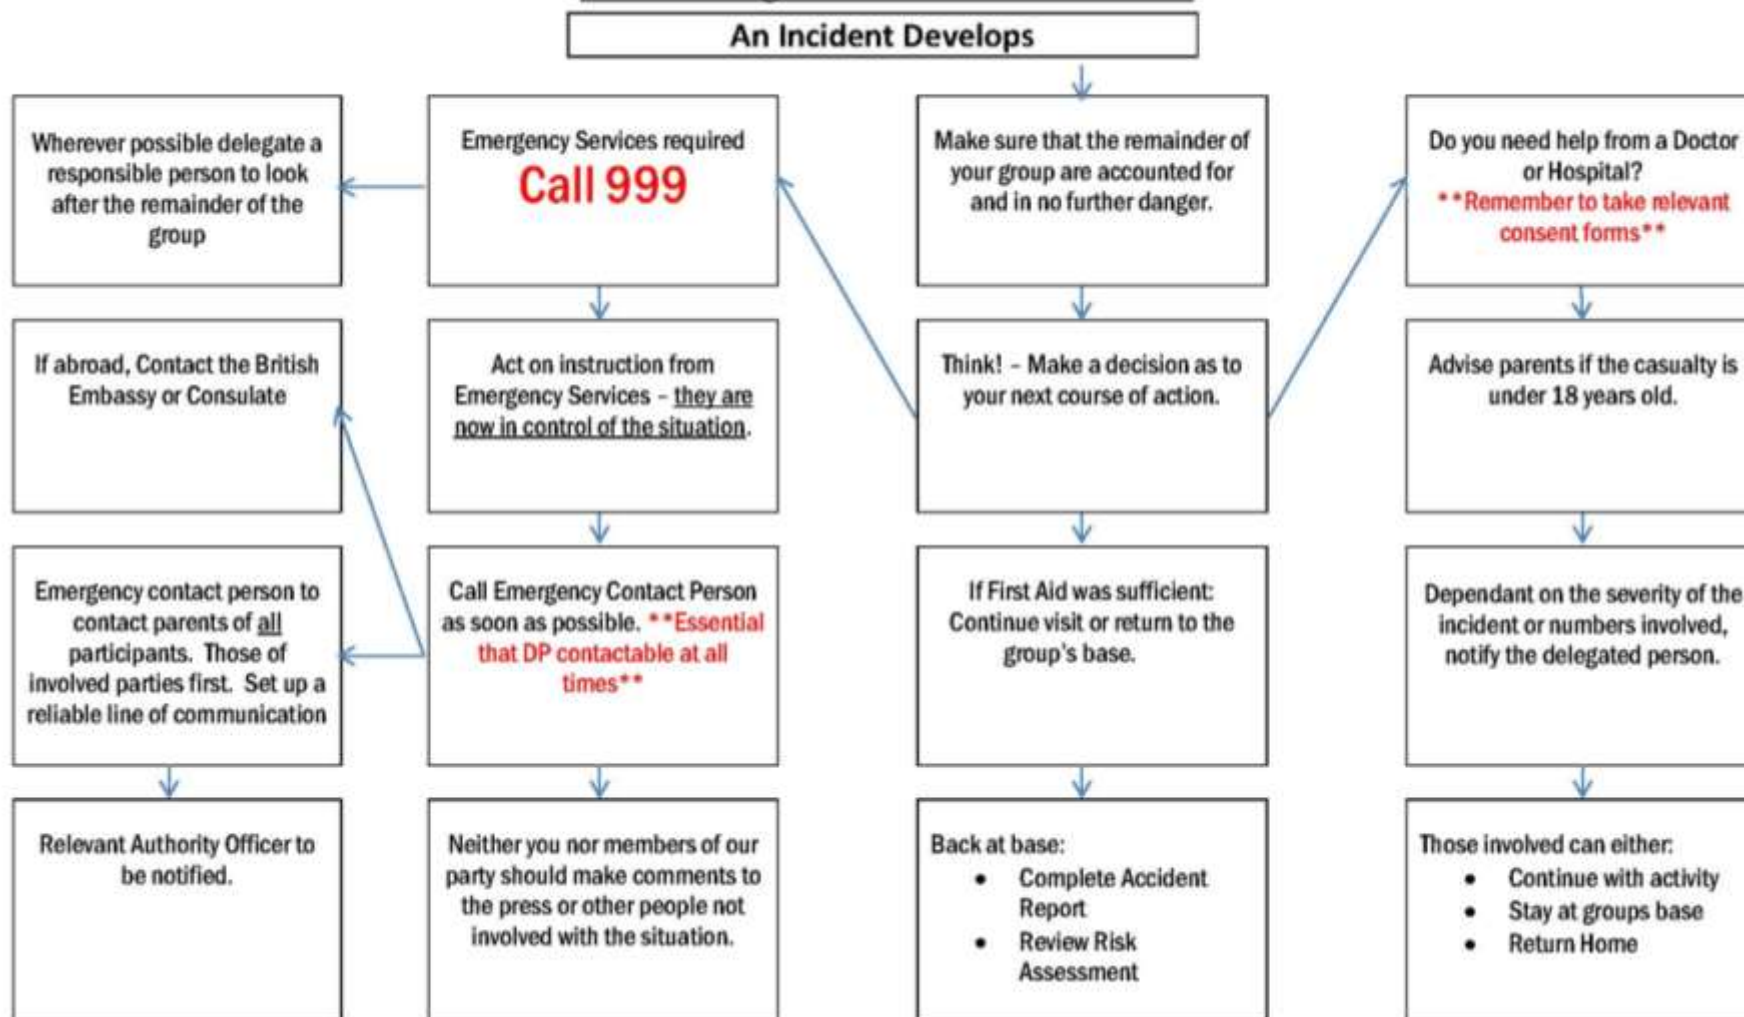 An Incident Develops
Wherever possible delegate a
responsible person to look
after the remainder of the
group
Emergency Services required
Call 999
Make sure that the remainder of
your group are accounted for
and in no further danger.
Do you need help from a Doctor
or Hospital?
**Remember to take relevant
consent forms**
If abroad, Contact the British
Embassy or Consulate
Act on instruction from
Emergency Services – they are
now in control of the situation.
Think! – Make a decision as to
your next course of action.
Advise parents if the casualty is
under 18 years old.
Emergency contact person to
contact parents of all
participants. Those of
involved parties first. Set up a
reliable line of communication
Call Emergency Contact Person
as soon as possible. **Essential
that DP contactable at all
times**
If First Aid was sufficient:
Continue visit or return to the
group's base.
Dependant on the severity of the
incident or numbers involved,
notify the delegated person.
Relevant Authority Officer to
be notified.
Neither you nor members of our
party should make comments to
the press or other people not
involved with the situation.
Back at base:
• Complete Accident
Report
• Review Risk
Assessment
Those involved can either:
• Continue with activity
• Stay at groups base
• Return Home